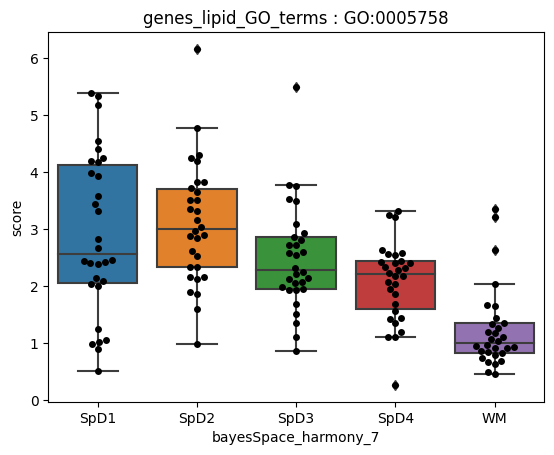 genes_lipid_GO_terms : GO:0005758
score
6
5
4
3
2
1
0
SpD1 SpD2 SpD3 SpD4 WM
bayesSpace_harmony_7